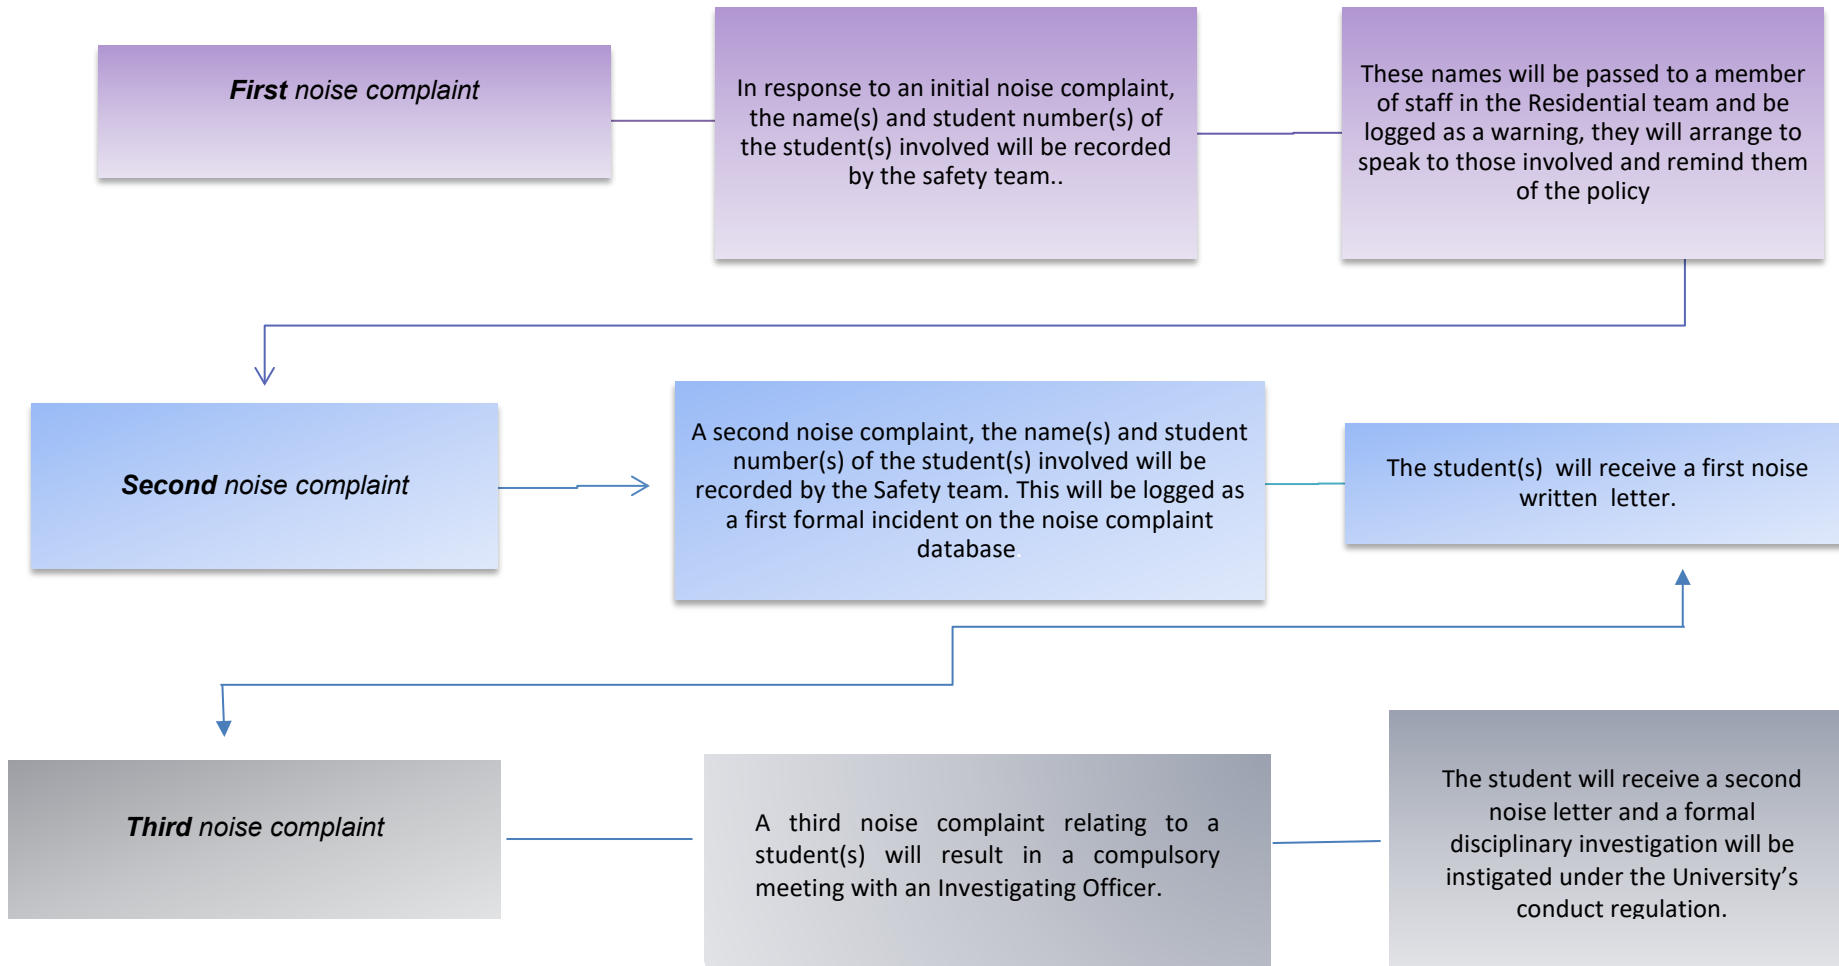 First noise complaint
In response to an initial noise complaint,
the name(s) and student number(s) of
the student(s) involved will be recorded
by the safety team..
These names will be passed to a member
of staff in the Residential team and be
logged as a warning, they will arrange to
speak to those involved and remind them
of the policy
Second noise complaint
A second noise complaint, the name(s) and student
number(s) of the student(s) involved will be
recorded by the Safety team. This will be logged as
a first formal incident on the noise complaint
database.
The student(s) will receive a first noise
written letter.
Third noise complaint
A third noise complaint relating to a
student(s) will result in a compulsory
meeting with an Investigating Officer.
The student will receive a second
noise letter and a formal
disciplinary investigation will be
instigated under the University’s
conduct regulation.